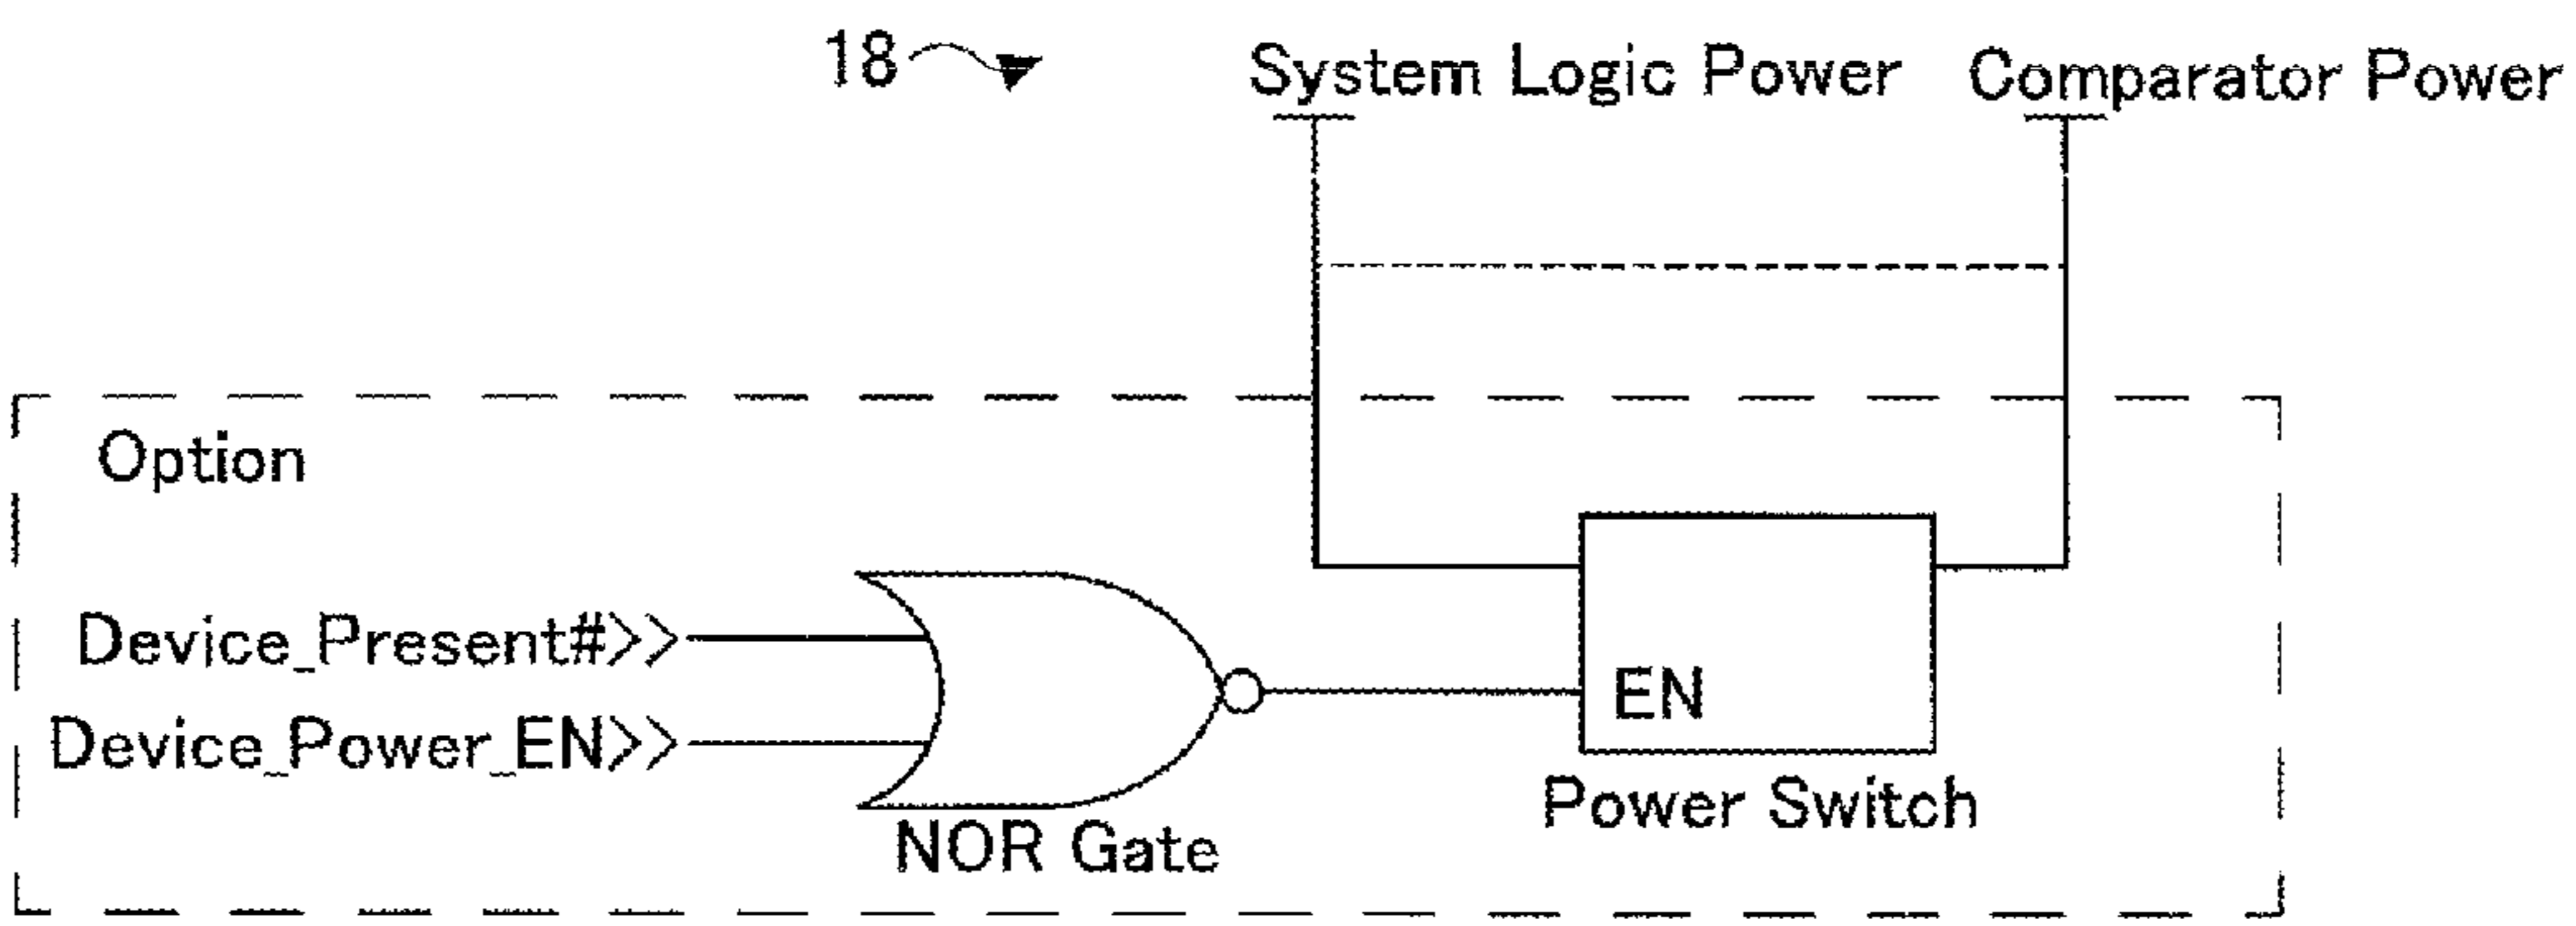 18
System Logic Power
Comparator Power
Option
Device_Present#>>
Device_Power_EN>>
EN
NOR Gate
Power Switch